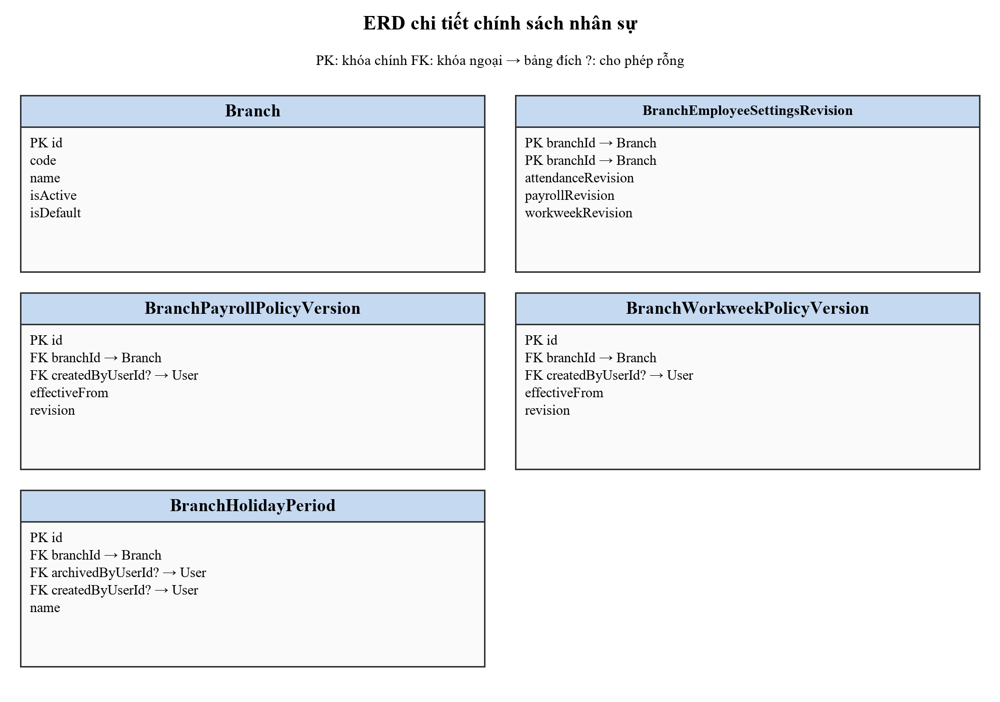 ERD chi tiết chính sách nhân sự
PK: khóa chính FK: khóa ngoại → bảng đích ?: cho phép rỗng
Branch
PK id
code
name
isActive
isDefault
BranchEmployeeSettingsRevision
PK branchId → Branch
PK branchId → Branch
attendanceRevision
payrollRevision
workweekRevision
BranchPayrollPolicyVersion
PK id
FK branchId → Branch
FK createdByUserId? → User
effectiveFrom
revision
BranchWorkweekPolicyVersion
PK id
FK branchId → Branch
FK createdByUserId? → User
effectiveFrom
revision
BranchHolidayPeriod
PK id
FK branchId → Branch
FK archivedByUserId? → User
FK createdByUserId? → User
name